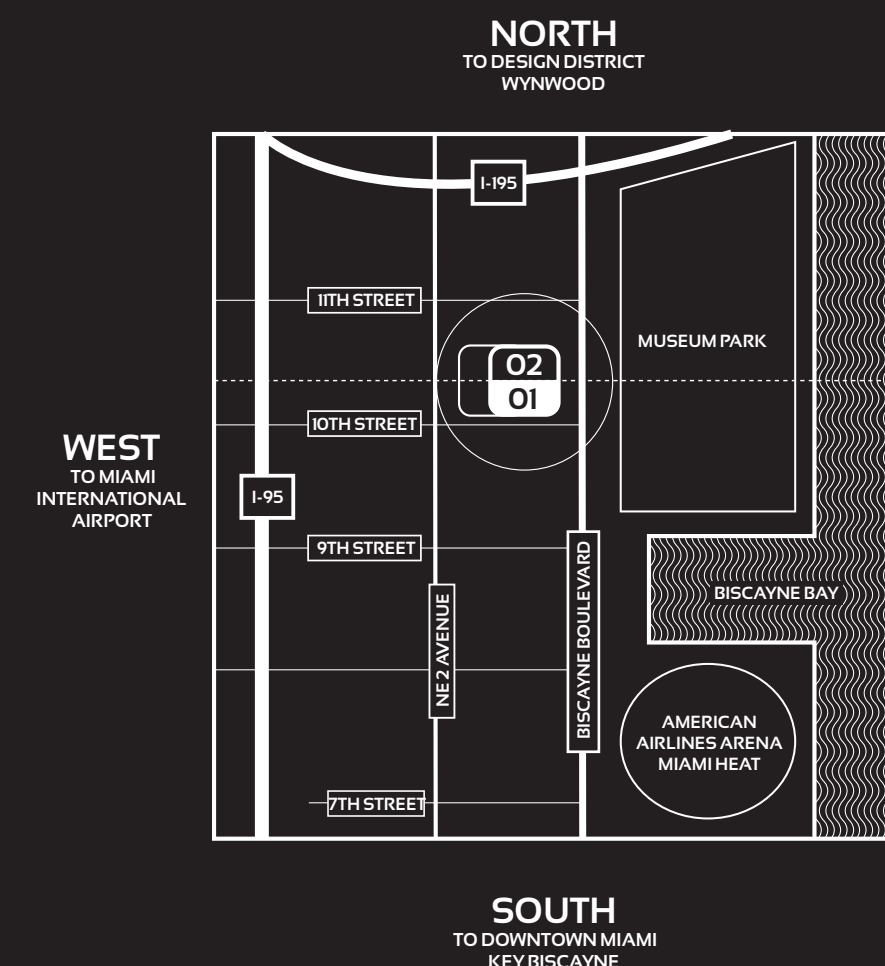 NORTH
TO DESIGN DISTRICT
WYNWOOD
I-195
11TH STREET
MUSEUM PARK
02
01
10TH STREET
WEST
TO MIAMI
INTERNATIONAL
AIRPORT
I-95
9TH STREET
BISCAYNE BOULEVARD
NE 2 AVENUE
BISCAYNE BAY
AMERICAN
AIRLINES ARENA
MIAMI HEAT
7TH STREET
SOUTH
TO DOWNTOWN MIAMI
KEY BISCAYNE